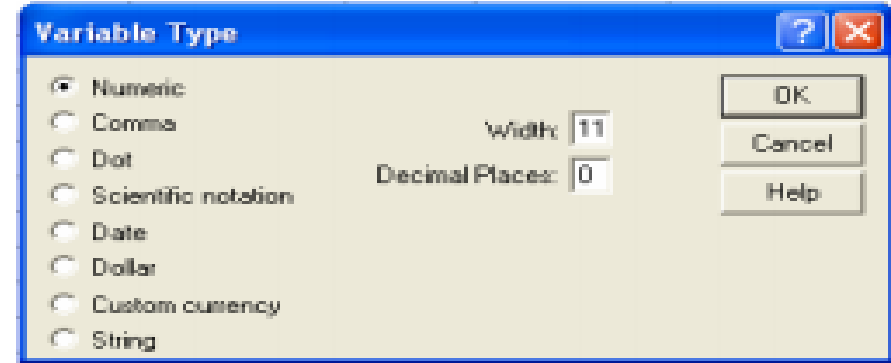 Variable Type
Numeric
Comma
Dot
Scientific notation
Date
Dollar
Custom currency
String
Width: 11
Decimal Places: 0
OK
Cancel
Help